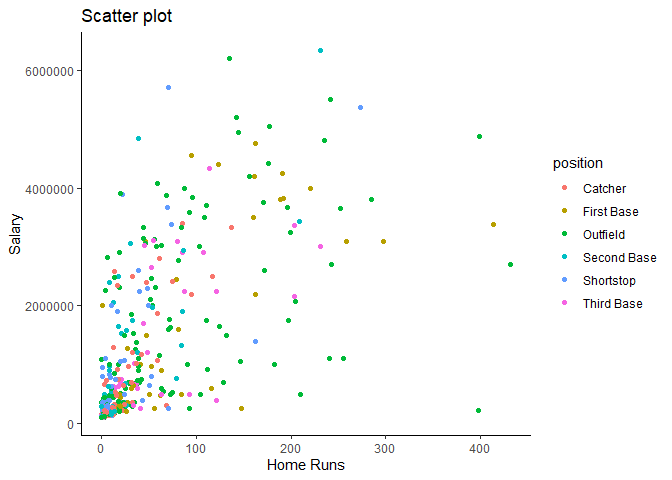 Scatter plot
6000000
4000000
2000000
0
Salary
0 100 200 300 400
Home Runs
position
Catcher
First Base
Outfield
Second Base
Shortstop
Third Base